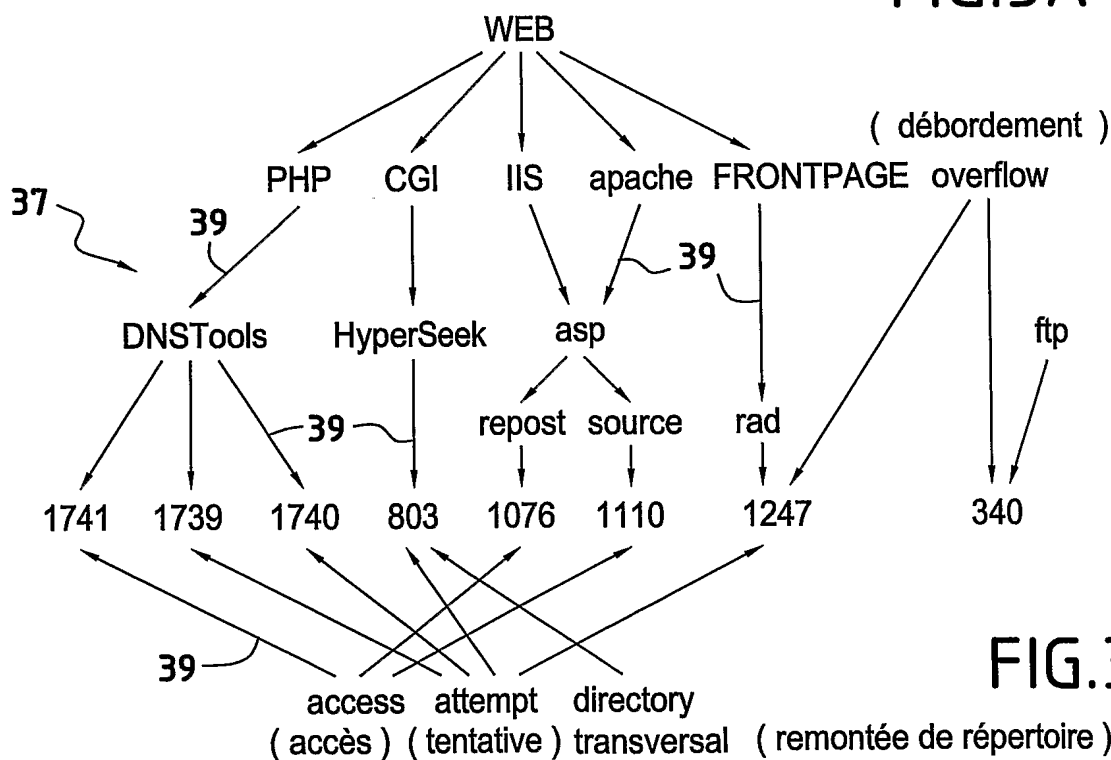 WEB
( débordement )
PHP CGI IIS apache FRONTPAGE overflow
37
39
39
DNSTools HyperSeek asp ftp
39
repost source rad
1741 1739 1740 803 1076 1110 1247 340
39
FIG.3
access attempt directory
( accès ) ( tentative ) transversal ( remontée de répertoire )